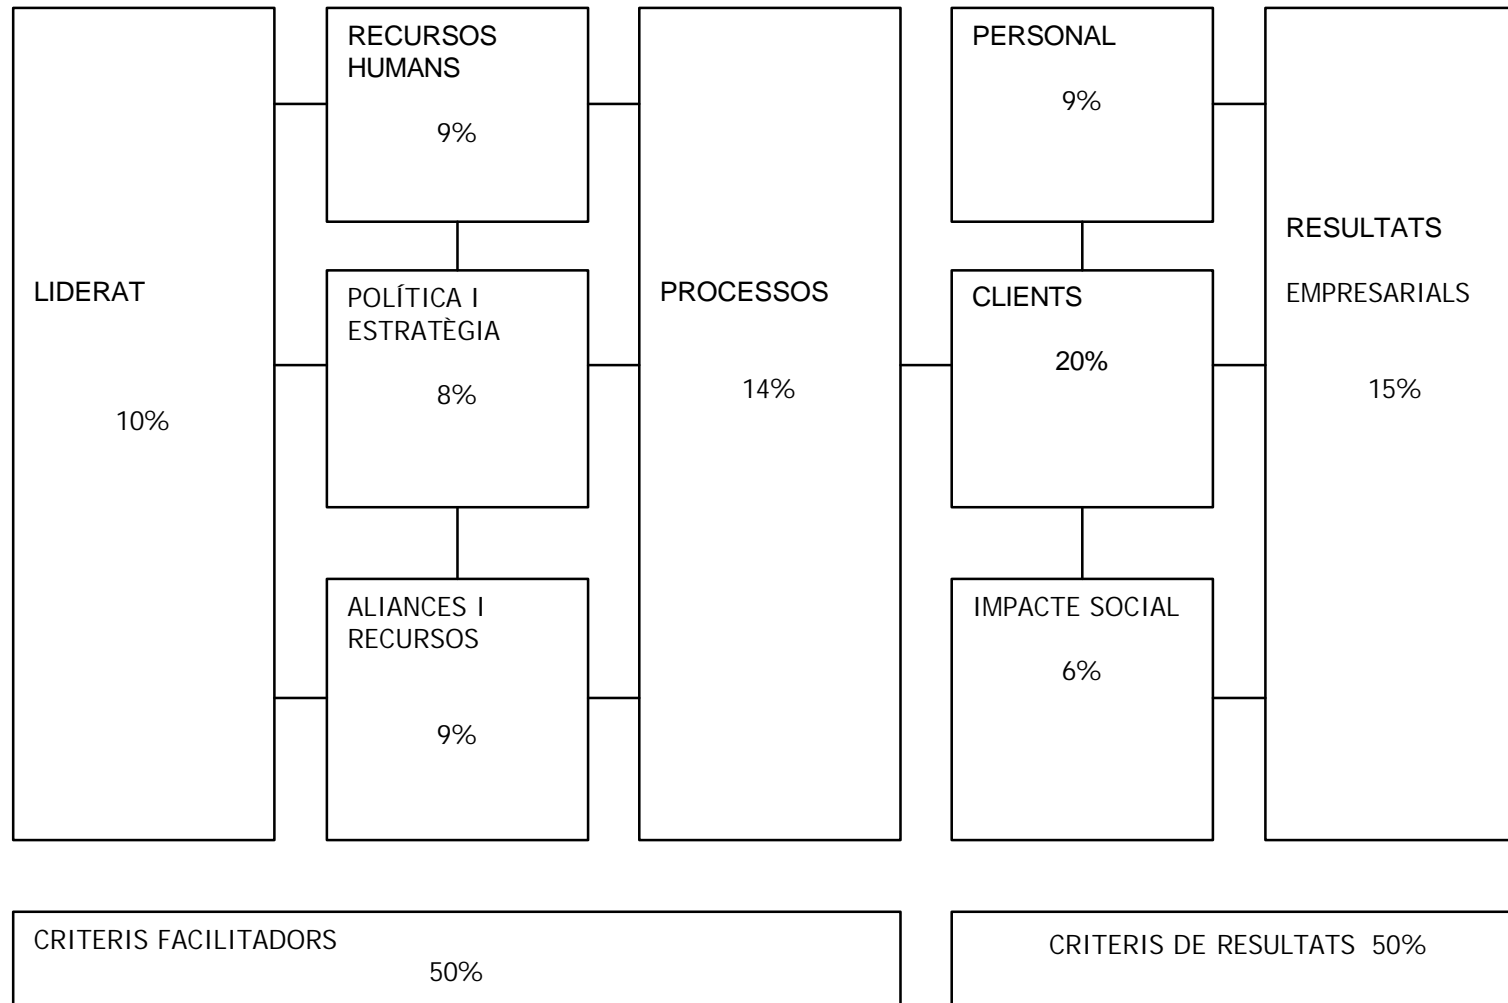 LIDERAT
10%
RECURSOS
HUMANS
9%
POLÍTICA I
ESTRATÈGIA
8%
ALIANCES I
RECURSOS
9%
PROCESSOS
14%
PERSONAL
9%
CLIENTS
20%
IMPACTE SOCIAL
6%
RESULTATS
EMPRESARIALS
15%
CRITERIS FACILITADORS
50%
CRITERIS DE RESULTATS 50%